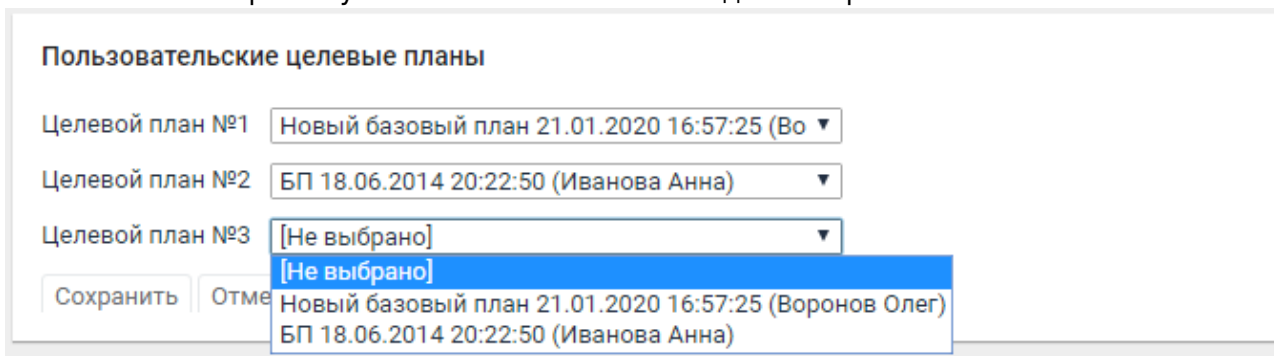 Пользовательские целевые планы
Целевой план №1 Новый базовый план 21.01.2020 16:57:25 (Во
Целевой план №2 БП 18.06.2014 20:22:50 (Иванова Анна)
Целевой план №3 [Не выбрано]
[Не выбрано]
Сохранить Отме
Новый базовый план 21.01.2020 16:57:25 (Воронов Олег)
БП 18.06.2014 20:22:50 (Иванова Анна)